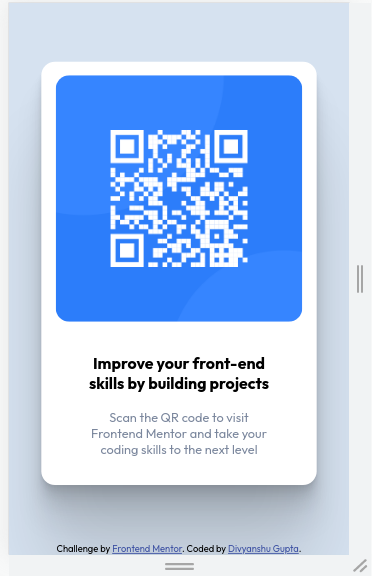 Improve your front-end
skills by building projects
Scan the QR code to visit
Frontend Mentor and take your
coding skills to the next level
Challenge by Frontend Mentor. Coded by Divyanshu Gupta.